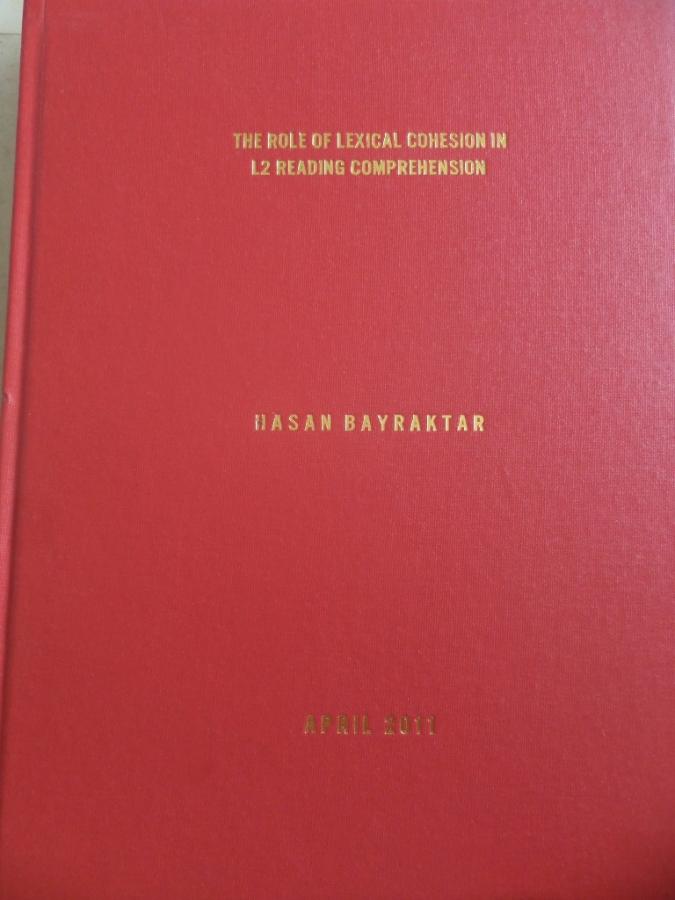 THE ROLE OF LEXICAL COHESION IN
L2 READING COMPREHENSION
HASAN BAYRAKTAR
APRIL 2011